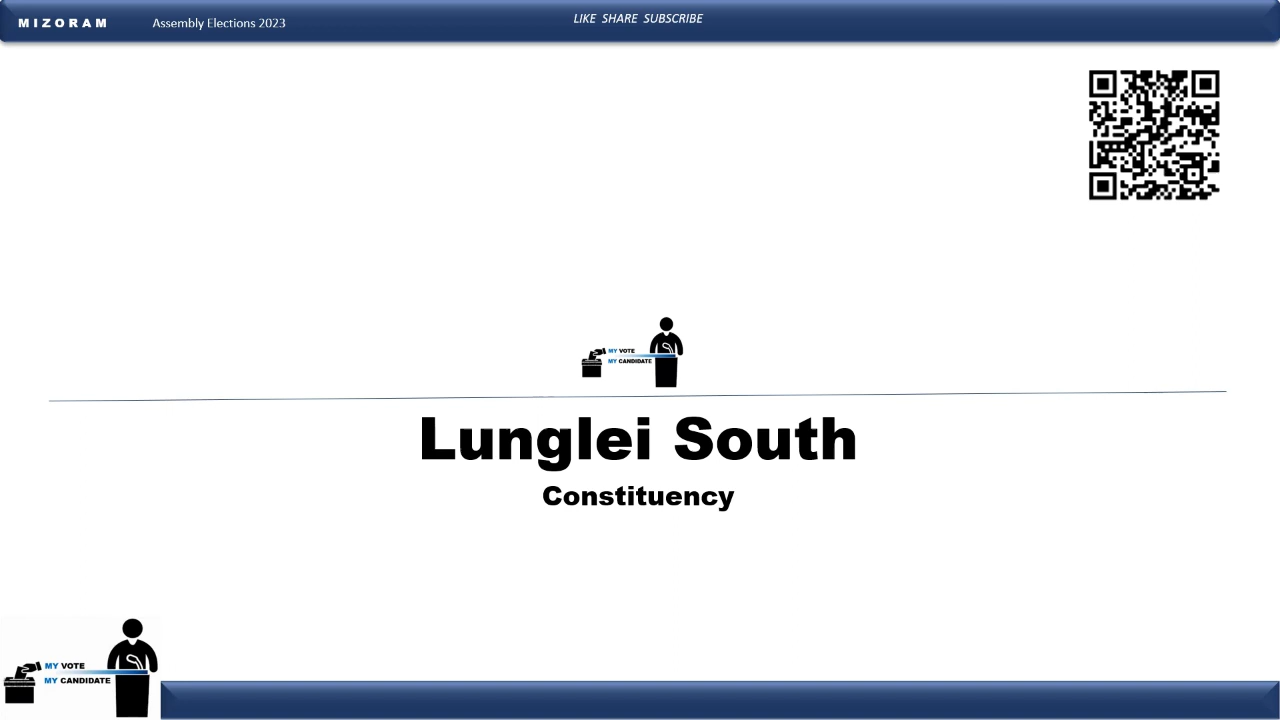 MIZORAM
Assembly Elections 2023
LIKE SHARE SUBSCRIBE
MY VOTE
MY CANDIDATE
Lunglei South
Constituency
MY VOTE
MY CANDIDATE